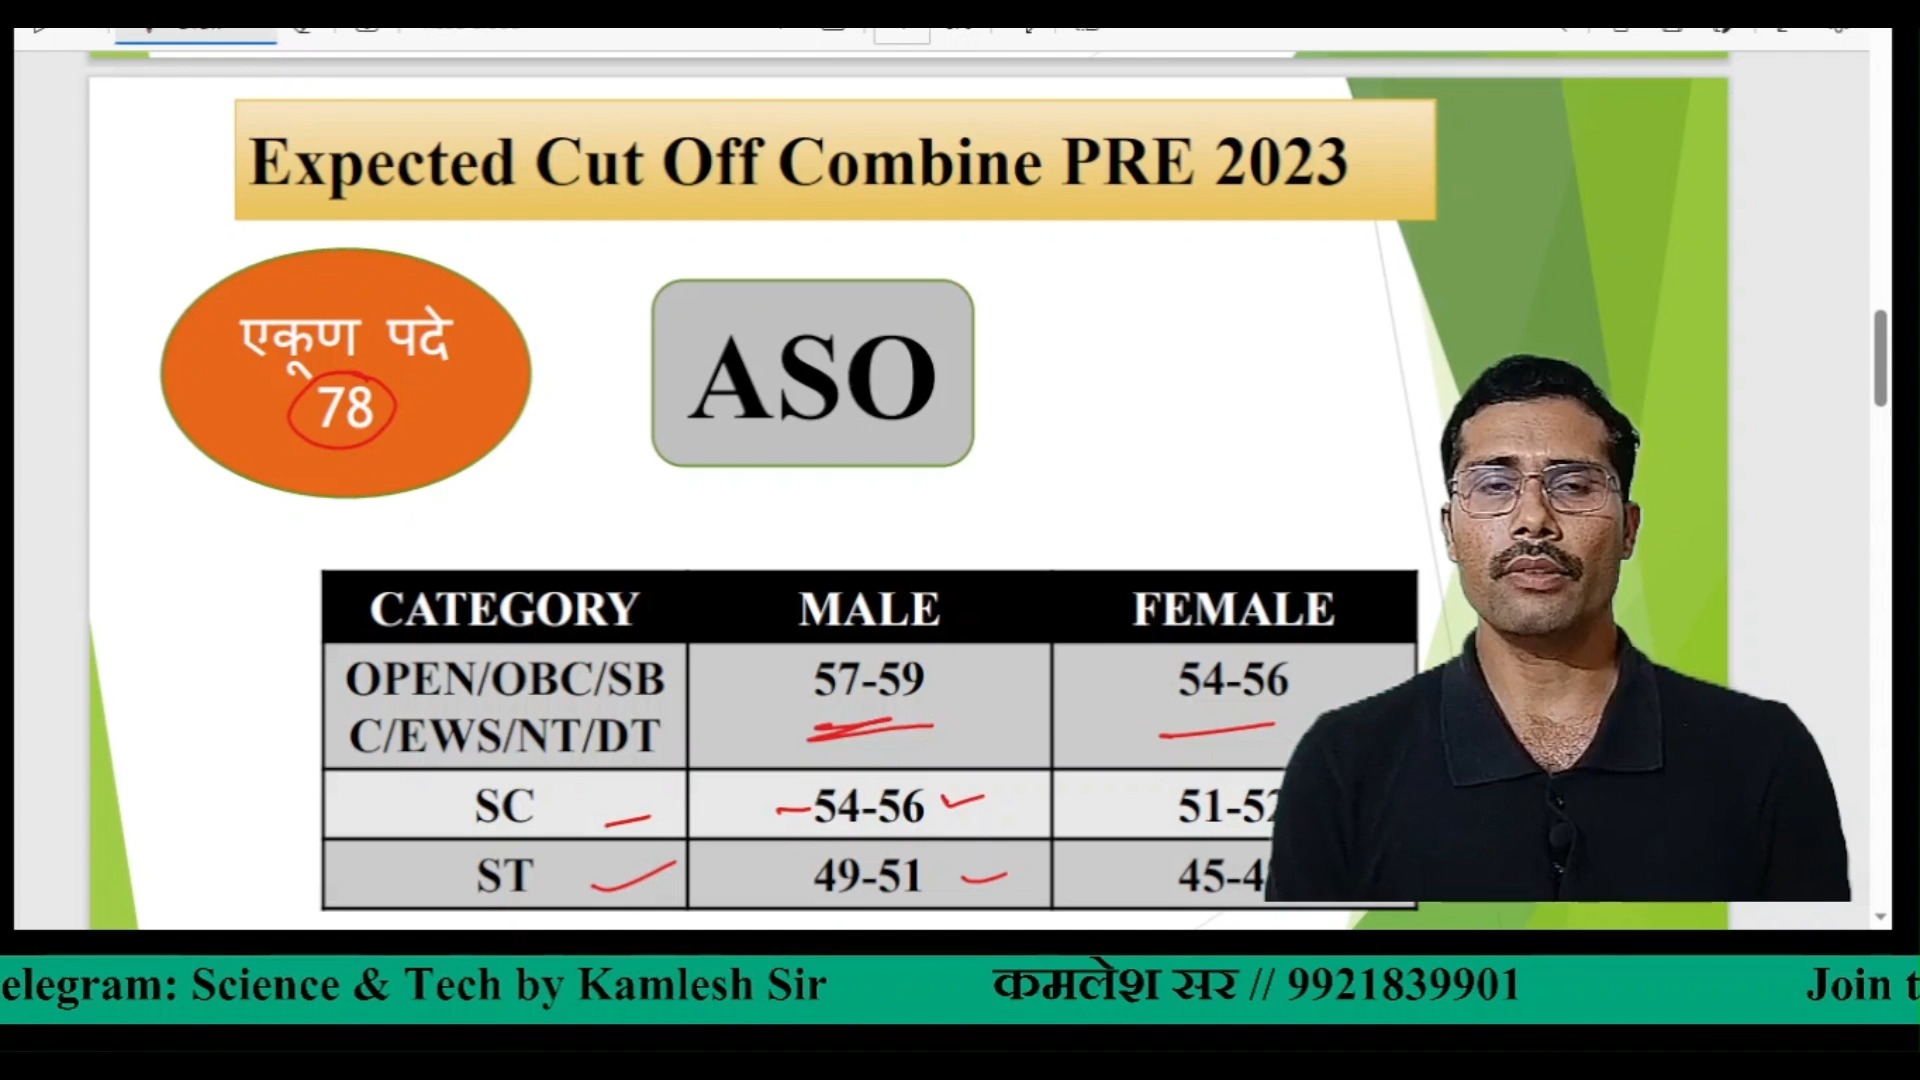 Expected Cut Off Combine PRE 2023
एकूण पदे
78
ASO
CATEGORY MALE FEMALE
OPEN/OBC/SB 57-59 54-56
C/EWS/NT/DT
SC 54-56
ST 49-51
elegram: Science & Tech by Kamlesh Sir कमलेश सर // 9921839901 Join t